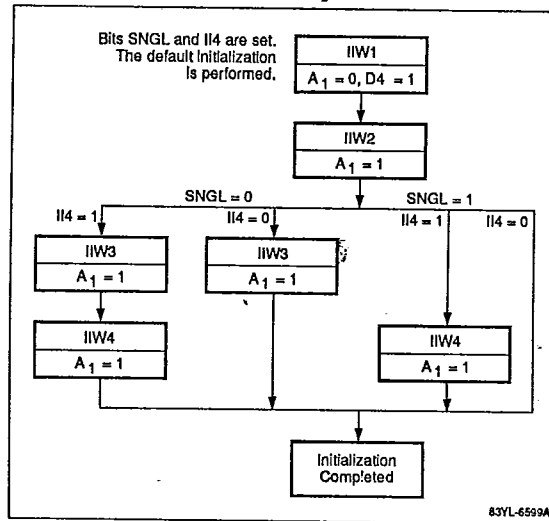 Bits SNGL and II4 are set.
The default initialization
is performed.
IIW1
A1 = 0, D4 = 1
IIW2
A1 = 1
SNGL = 0
SNGL = 1
II4 = 1
II4 = 0
II4 = 1
II4 = 0
IIW3
A1 = 1
IIW3
A1 = 1
IIW4
A1 = 1
IIW4
A1 = 1
Initialization
Completed
83YL-6599A